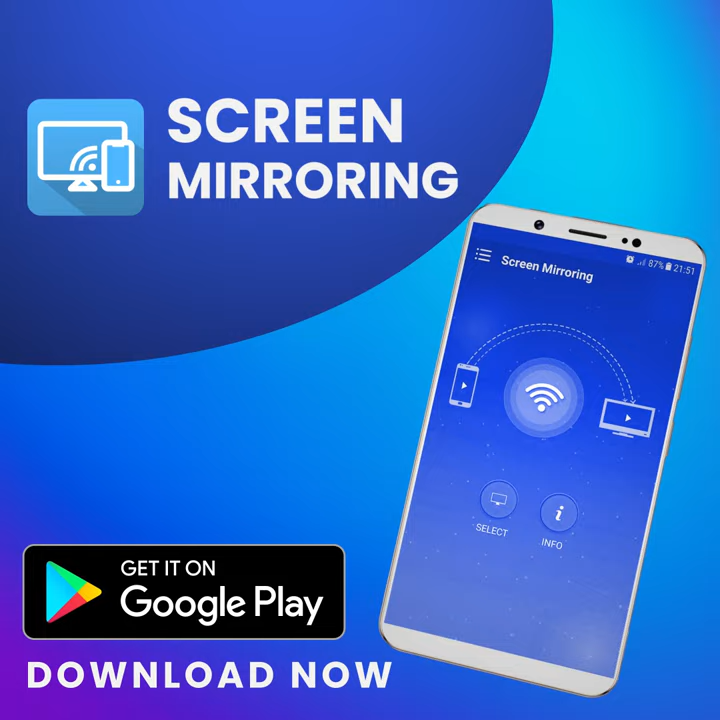 SCREEN
MIRRORING
Screen Mirroring
87% 21:51
SELECT
INFO
GET IT ON
Google Play
DOWNLOAD NOW